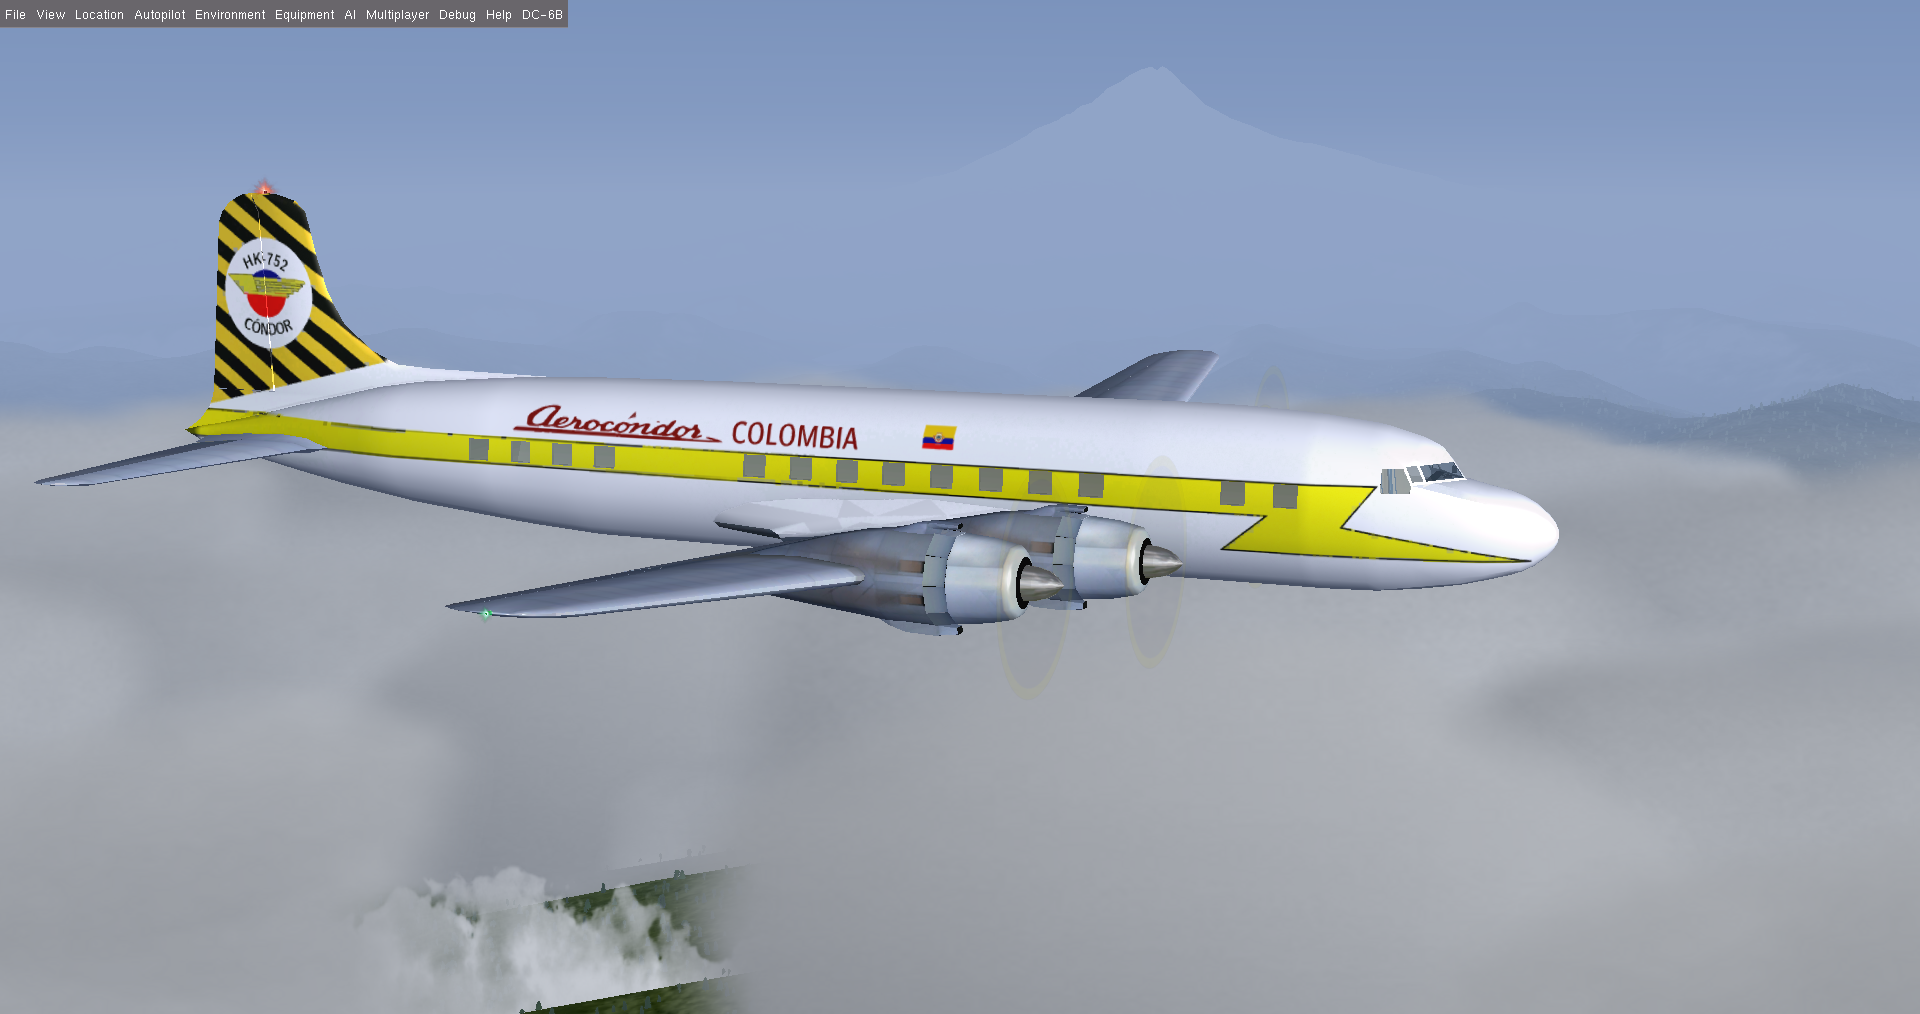 File View Location Autopilot Environment Equipment AI Multiplayer Debug Help DC-6B
HK-752
CÓNDOR
Aerocóndor COLOMBIA